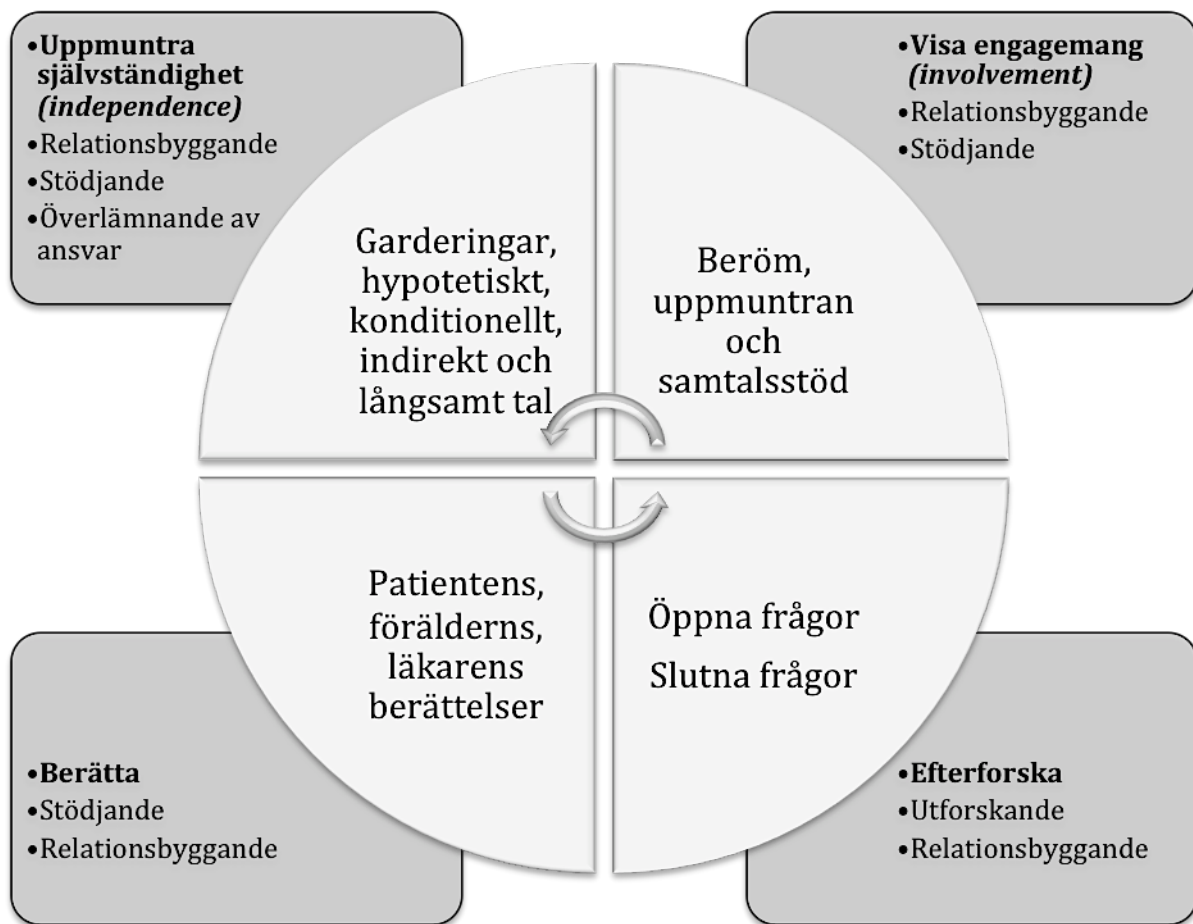 •Uppmuntra
självständighet
(independence)
•Relationsbyggande
•Stödjande
•Överlämnande av
ansvar
Garderingar,
hypotetiskt,
konditionellt,
indirekt och
långsamt tal
•Visa engagemang
(involvement)
•Relationsbyggande
•Stödjande
Beröm,
uppmuntran
och
samtalsstöd
Patientens,
förälderns,
läkarens
berättelser
•Berätta
•Stödjande
•Relationsbyggande
Öppna frågor
Slutna frågor
•Efterforska
•Utforskande
•Relationsbyggande